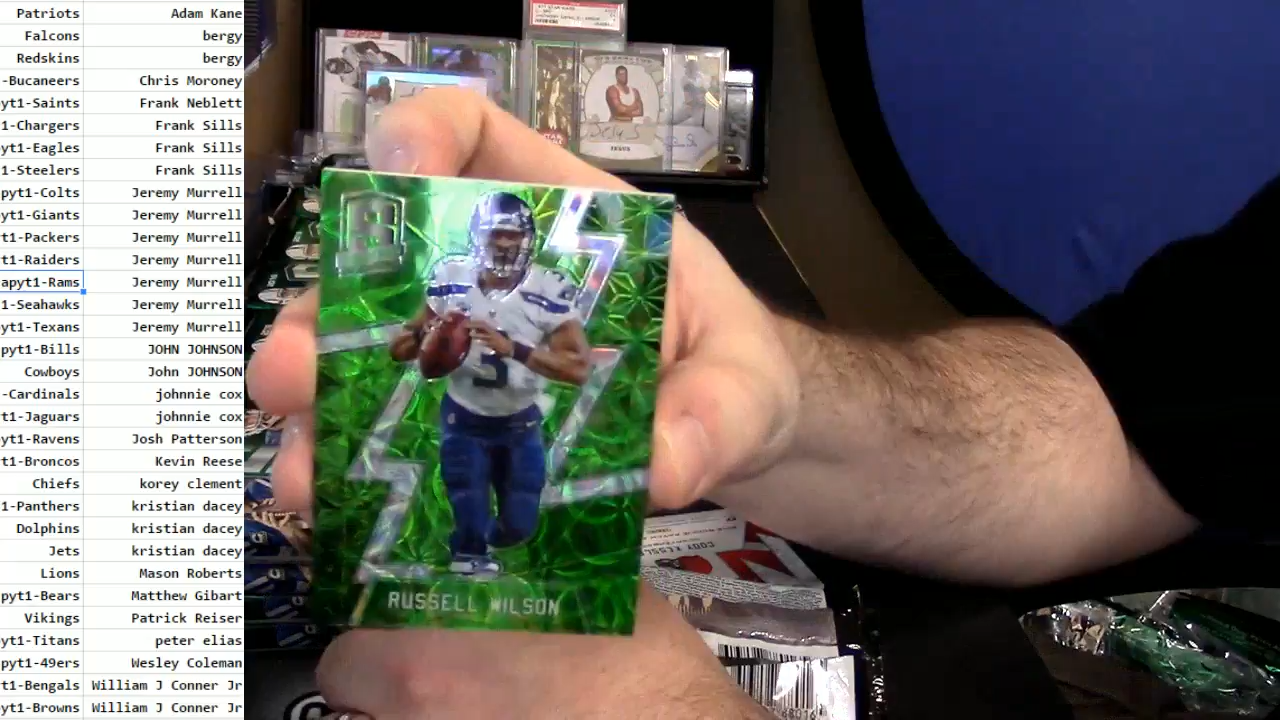 Patriots Adam Kane
Falcons bergy
Redskins bergy
-Bucaneers Chris Moroney
pyt1-Saints Frank Neblett
1-Chargers Frank Sills
yt1-Eagles Frank Sills
1-Steelers Frank Sills
apyt1-Colts Jeremy Murrell
yt1-Giants Jeremy Murrell
t1-Packers Jeremy Murrell
t1-Raiders Jeremy Murrell
apyt1-Rams Jeremy Murrell
1-Seahawks Jeremy Murrell
yt1-Texans Jeremy Murrell
pyt1-Bills JOHN JOHNSON
Cowboys John JOHNSON
-Cardinals johnnie cox
t1-Jaguars johnnie cox
yt1-Ravens Josh Patterson
t1-Broncos Kevin Reese
Chiefs korey clement
1-Panthers kristian dacey
Dolphins kristian dacey
Jets kristian dacey
Lions Mason Roberts
pyt1-Bears Matthew Gibart
Vikings Patrick Reiser
yt1-Titans peter elias
pyt1-49ers Wesley Coleman
t1-Bengals William J Conner Jr
t1-Browns William J Conner Jr
3
RUSSELL WILSON
CODY KESSLER